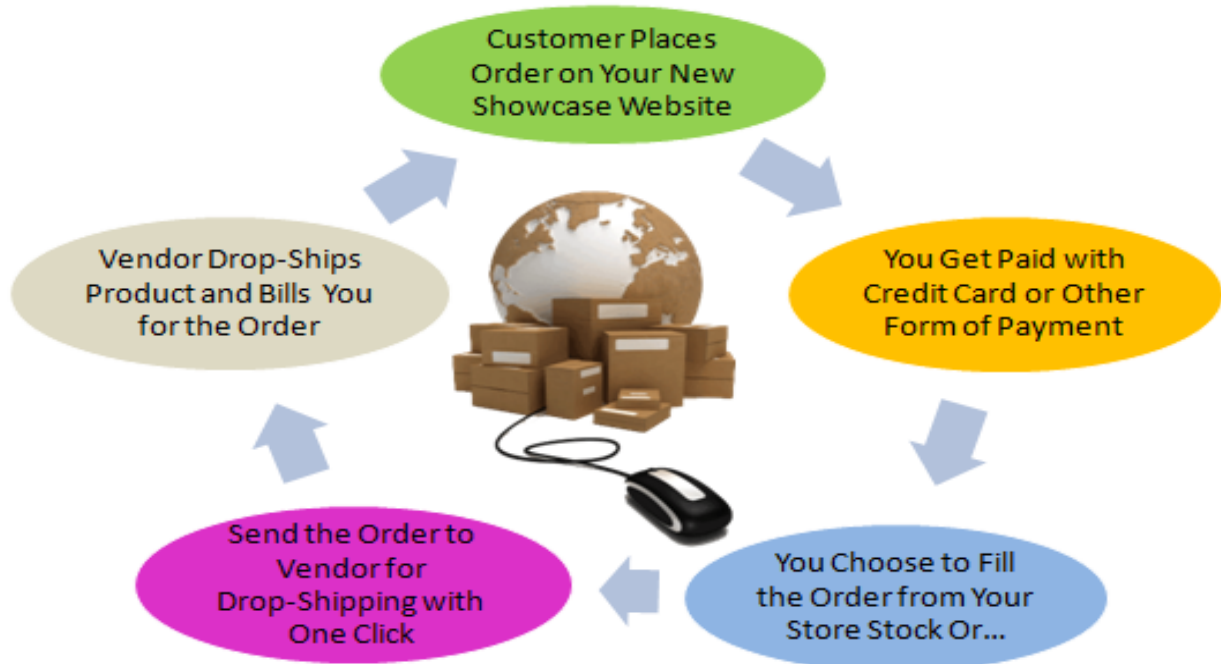 Customer Places
Order on Your New
Showcase Website
You Get Paid with
Credit Card or Other
Form of Payment
You Choose to Fill
the Order from Your
Store Stock Or...
Send the Order to
Vendor for
Drop-Shipping with
One Click
Vendor Drop-Ships
Product and Bills You
for the Order